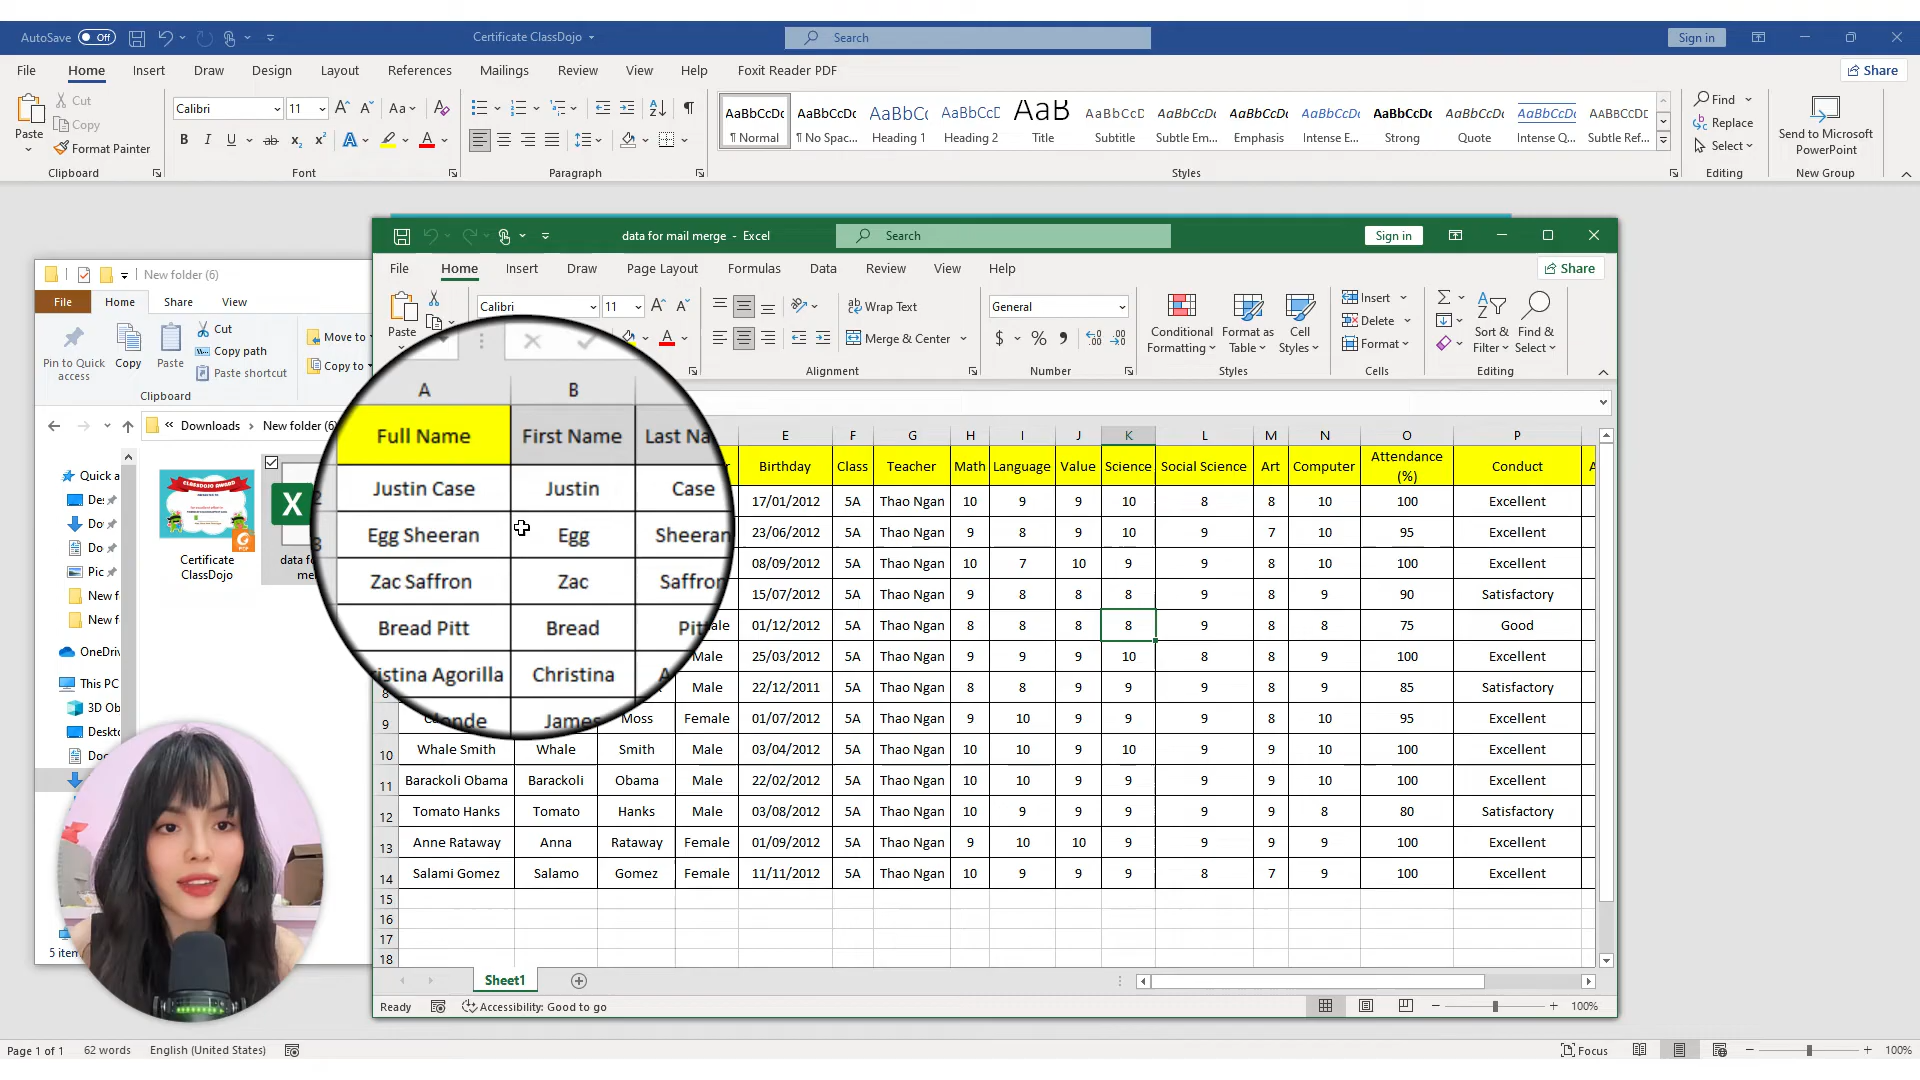 AutoSave Off Certificate ClassDojo Search Sign in
File Home Insert Draw Design Layout References Mailings Review View Help Foxit Reader PDF Share
Paste Cut Copy Format Painter
Clipboard
Calibri 11
Font
Paragraph
AaBbCcDc AaBbCcDc AaBbC( AaBbCcD AaB AaBbCcD AaBbCcDc AaBbCcDc AaBbCcDc AaBbCcDc AaBbCcDc AaBbCcDc AABBCCDD
¶ Normal ¶ No Spac... Heading 1 Heading 2 Title Subtitle Subtle Em... Emphasis Intense E... Strong Quote Intense Q... Subtle Ref...
Styles
Find
Replace
Select
Editing
Send to Microsoft PowerPoint
New Group
New folder (6)
File Home Share View
Pin to Quick access
Copy
Paste
Cut
Copy path
Paste shortcut
Move to
Copy to
Clipboard
« Downloads New folder (6)
Quick a
De
Do
Do
Pic
New f
New f
OneDriv
This PC
3D Ob
Deskto
Doc
5 item
Certificate ClassDojo
data fo
me
data for mail merge - Excel Search Sign in
File Home Insert Draw Page Layout Formulas Data Review View Help Share
Paste
Calibri 11
Wrap Text
Merge & Center
Alignment
General
Number
Conditional Formatting
Format as Table
Cell Styles
Styles
Insert
Delete
Format
Cells
Sort & Filter
Find & Select
Editing
A B
Full Name First Name Last Na
Justin Case Justin Case
Egg Sheeran Egg Sheeran
Zac Saffron Zac Saffron
Bread Pitt Bread Pit
istina Agorilla Christina A
onde James
E F G H I J K L M N O P
Birthday Class Teacher Math Language Value Science Social Science Art Computer Attendance (%) Conduct A
17/01/2012 5A Thao Ngan 10 9 9 10 8 8 10 100 Excellent
23/06/2012 5A Thao Ngan 9 8 9 10 9 7 10 95 Excellent
08/09/2012 5A Thao Ngan 10 7 10 9 9 8 10 100 Excellent
15/07/2012 5A Thao Ngan 9 8 8 8 9 8 9 90 Satisfactory
ale 01/12/2012 5A Thao Ngan 8 8 8 8 9 8 8 75 Good
Male 25/03/2012 5A Thao Ngan 9 9 9 10 8 8 9 100 Excellent
8 Male 22/12/2011 5A Thao Ngan 8 8 9 9 9 9 9 85 Satisfactory
9 Moss Female 01/07/2012 5A Thao Ngan 9 10 9 9 9 8 10 95 Excellent
10 Whale Smith Whale Smith Male 03/04/2012 5A Thao Ngan 10 10 9 10 9 9 10 100 Excellent
11 Barackoli Obama Barackoli Obama Male 22/02/2012 5A Thao Ngan 10 10 9 9 9 9 10 100 Excellent
12 Tomato Hanks Tomato Hanks Male 03/08/2012 5A Thao Ngan 10 9 9 9 9 9 8 80 Satisfactory
13 Anne Rataway Anna Rataway Female 01/09/2012 5A Thao Ngan 9 10 10 9 9 9 9 100 Excellent
14 Salami Gomez Salamo Gomez Female 11/11/2012 5A Thao Ngan 10 9 9 9 8 7 9 100 Excellent
15
16
17
18
Sheet1
Ready Accessibility: Good to go 100%
Page 1 of 1 62 words English (United States) Focus 100%